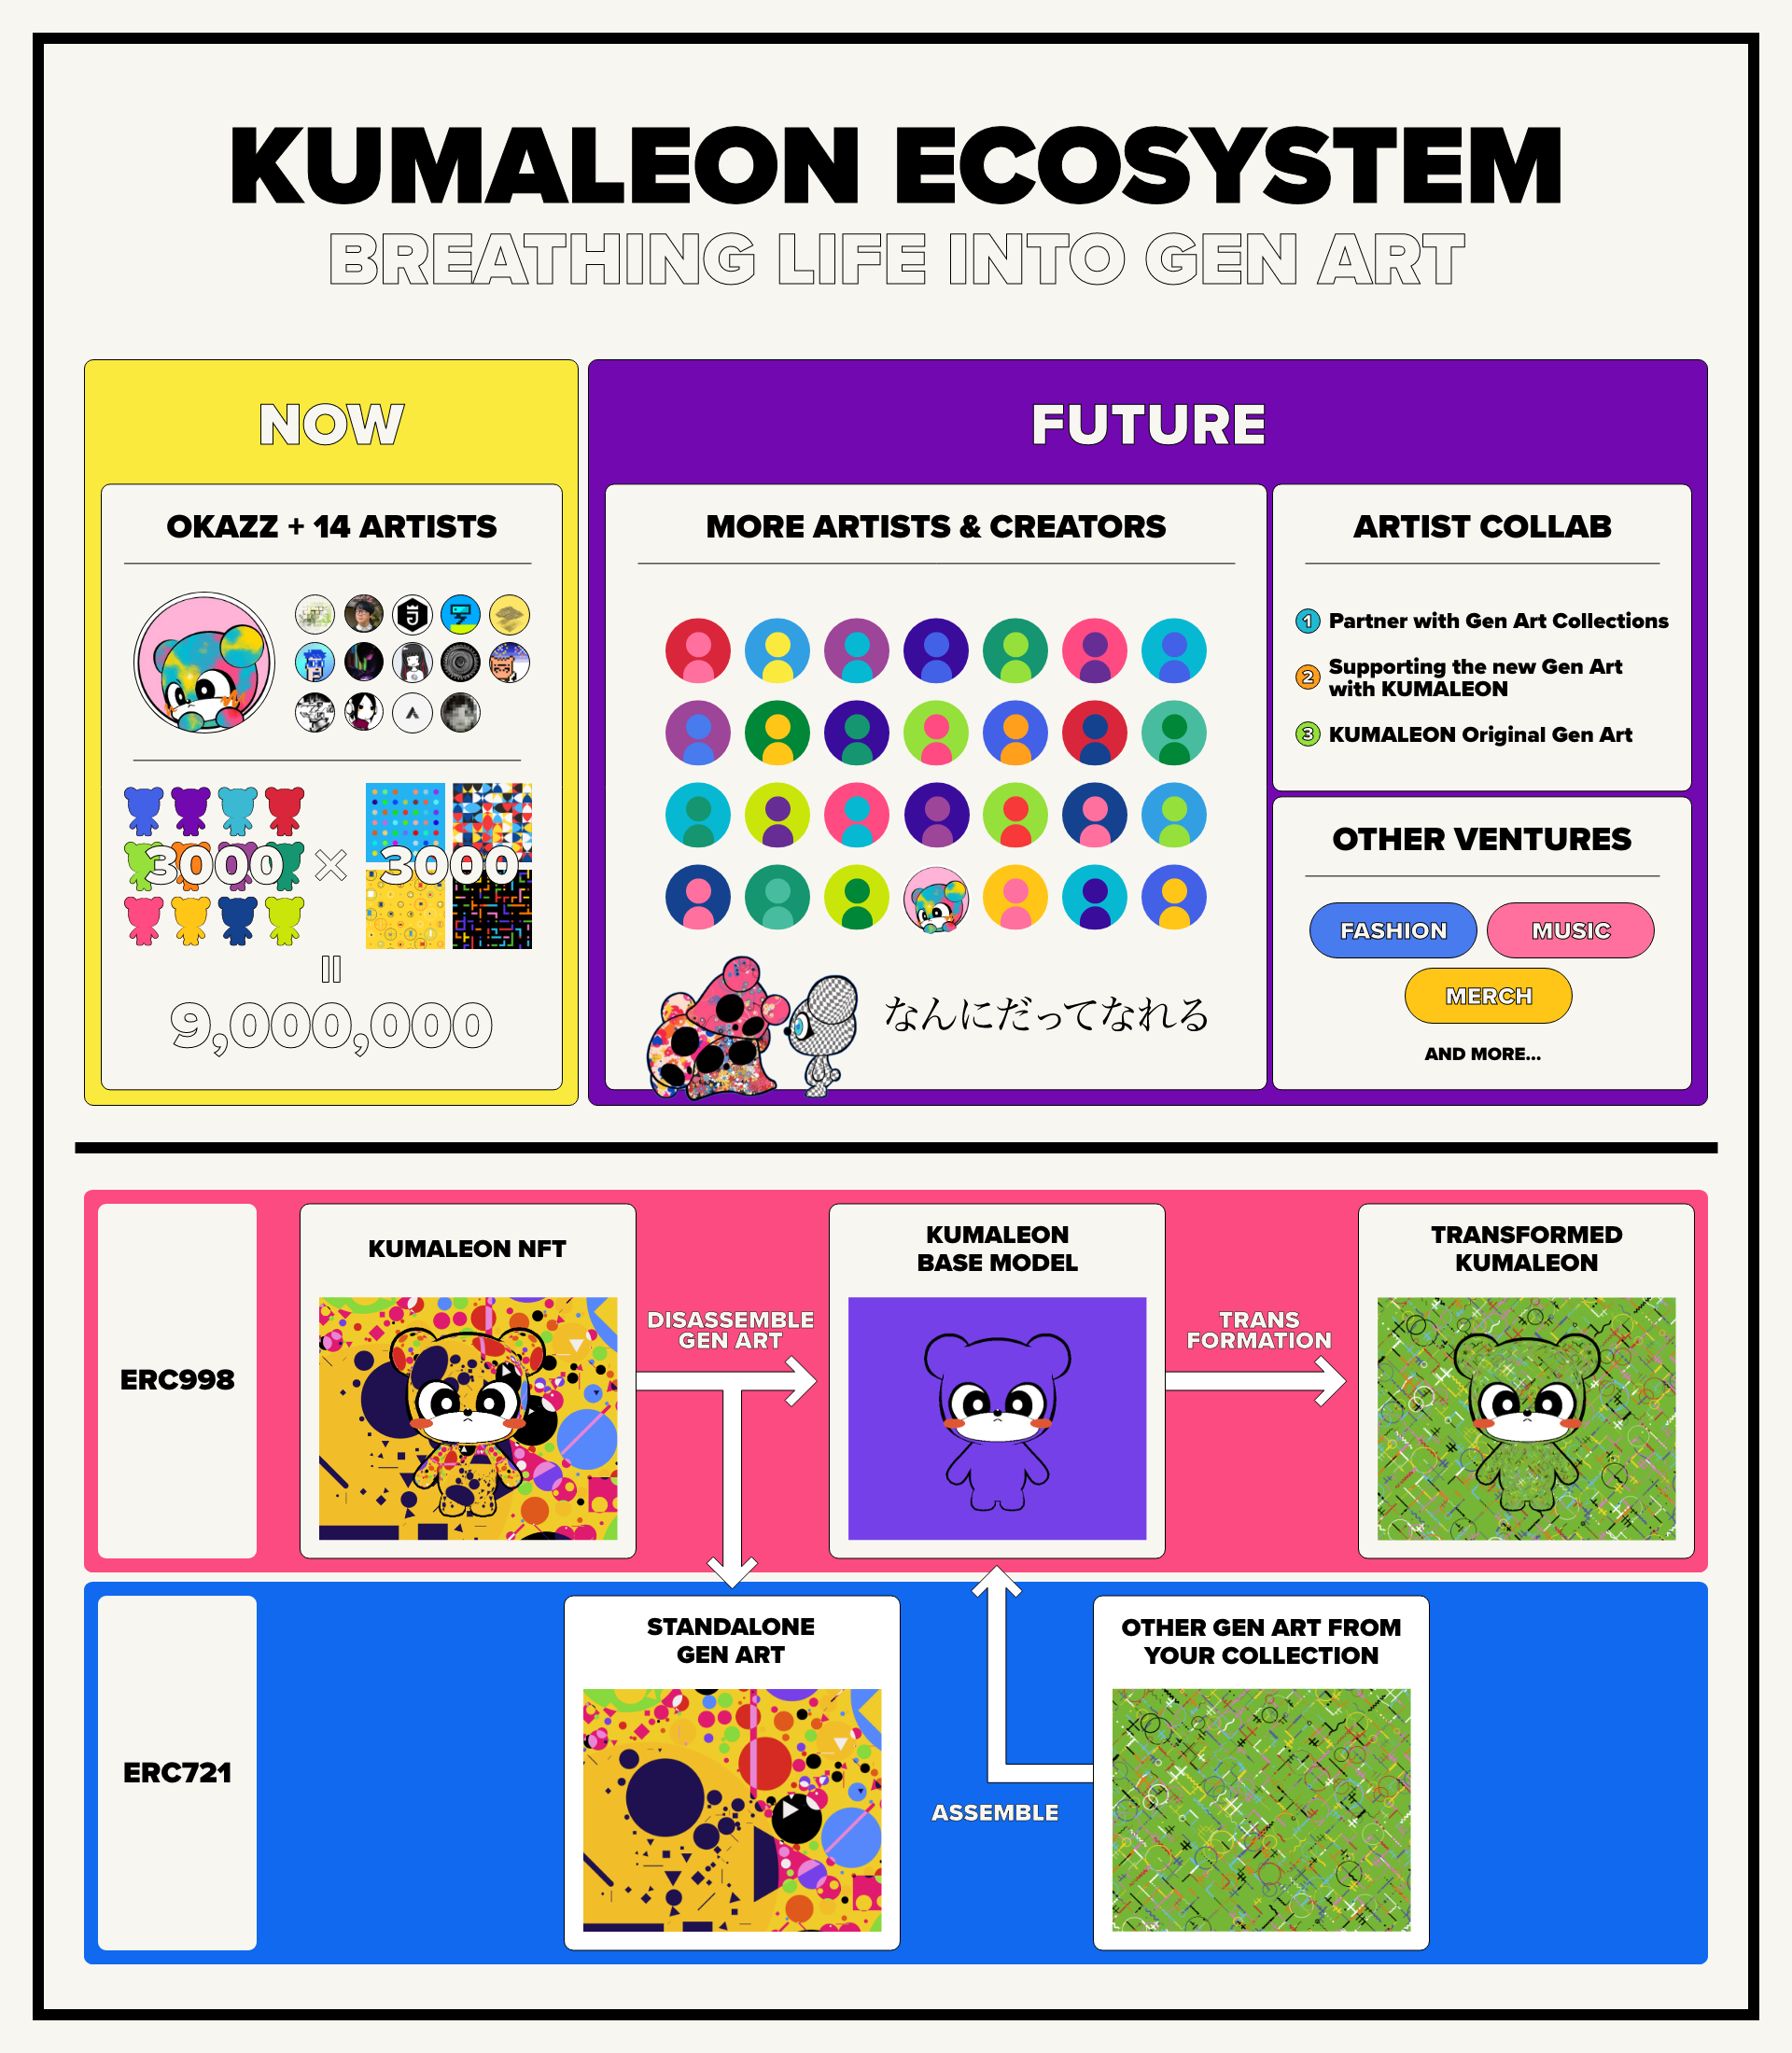 KUMALEON ECOSYSTEM
BREATHING LIFE INTO GEN ART
NOW
OKAZZ + 14 ARTISTS
3000 × 3000
=
9,000,000
FUTURE
MORE ARTISTS & CREATORS
なんにだってなれる
ARTIST COLLAB
1 Partner with Gen Art Collections
2 Supporting the new Gen Art
with KUMALEON
3 KUMALEON Original Gen Art
OTHER VENTURES
FASHION
MUSIC
MERCH
AND MORE...
ERC998
KUMALEON NFT
DISASSEMBLE
GEN ART
KUMALEON
BASE MODEL
TRANS
FORMATION
TRANSFORMED
KUMALEON
ERC721
STANDALONE
GEN ART
ASSEMBLE
OTHER GEN ART FROM
YOUR COLLECTION